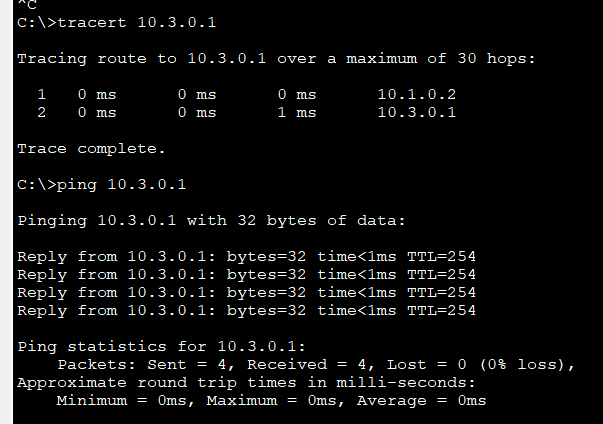 ^C
C:\>tracert 10.3.0.1
Tracing route to 10.3.0.1 over a maximum of 30 hops:
1 0 ms 0 ms 0 ms 10.1.0.2
2 0 ms 0 ms 1 ms 10.3.0.1
Trace complete.
C:\>ping 10.3.0.1
Pinging 10.3.0.1 with 32 bytes of data:
Reply from 10.3.0.1: bytes=32 time<1ms TTL=254
Reply from 10.3.0.1: bytes=32 time<1ms TTL=254
Reply from 10.3.0.1: bytes=32 time<1ms TTL=254
Reply from 10.3.0.1: bytes=32 time<1ms TTL=254
Ping statistics for 10.3.0.1:
Packets: Sent = 4, Received = 4, Lost = 0 (0% loss),
Approximate round trip times in milli-seconds:
Minimum = 0ms, Maximum = 0ms, Average = 0ms